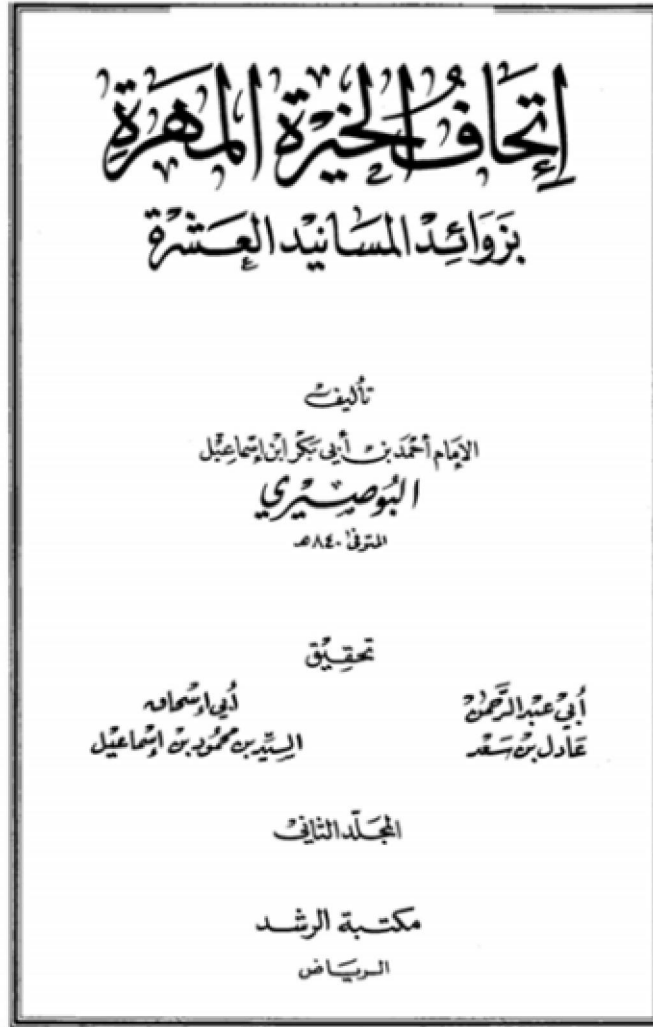 إتحاف الخيرة المهرة
بزوائد المسانيد العشرة
تأليف
الإمام أحمد بن أبي بكر ابن إسماعيل
البوصيري
المتوفى ٨٤٠هـ
تحقيق
أبي عبد الرحمن
عادل بن سعد
أبي إسحاق
السيد بن محمود بن إسماعيل
المجلد الثاني
مكتبة الرشد
الرياض